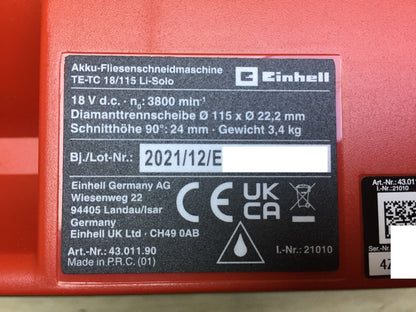 Akku-Fliesenschneidmaschine
TE-TC 18/115 Li-Solo
Einhell
18 V d.c. · n₀: 3800 min⁻¹
Diamanttrennscheibe Ø 115 x Ø 22,2 mm
Schnitthöhe 90°: 24 mm · Gewicht 3,4 kg
Bj./Lot-Nr.: 2021/12/E
Einhell Germany AG
Wiesenweg 22
94405 Landau/Isar
Germany
Einhell UK Ltd · CH49 0AB
CE
UK
CA
Art.-Nr.: 43.011.90
I.-Nr.: 21010
Made in P.R.C. (01)
Art.-Nr.: 43.011
I.-Nr.: 21010
Ser.-Nr.